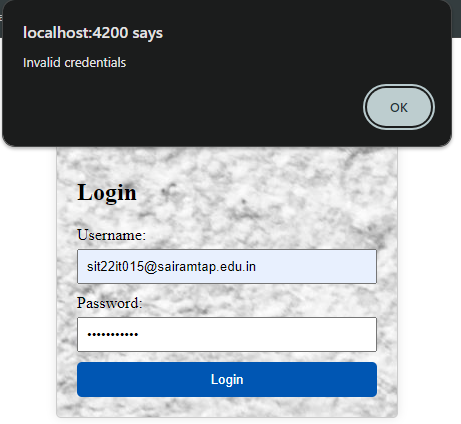 localhost:4200 says
Invalid credentials
OK
Login
Username:
sit22it015@sairamtap.edu.in
Password:
•••••••••••
Login